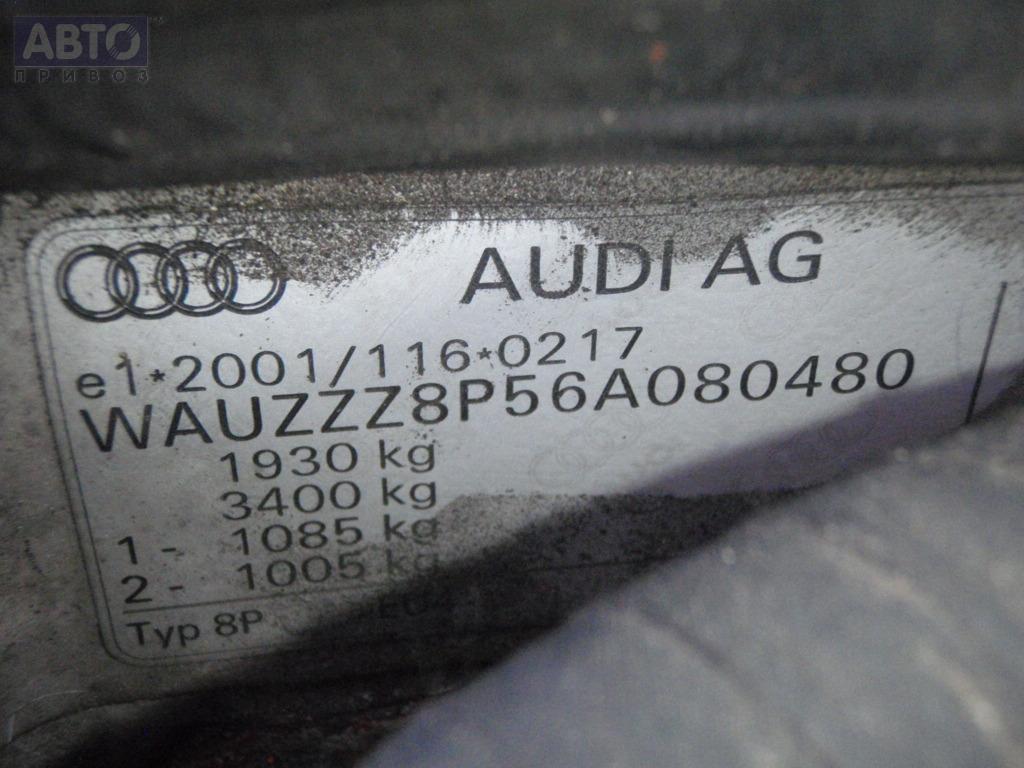 АВТО
ПРИВОЗ
AUDI AG
e1*2001/116*0217
WAUZZZ8P56A080480
1930 kg
3400 kg
1- 1085 kg
2- 1005 kg
Typ 8P